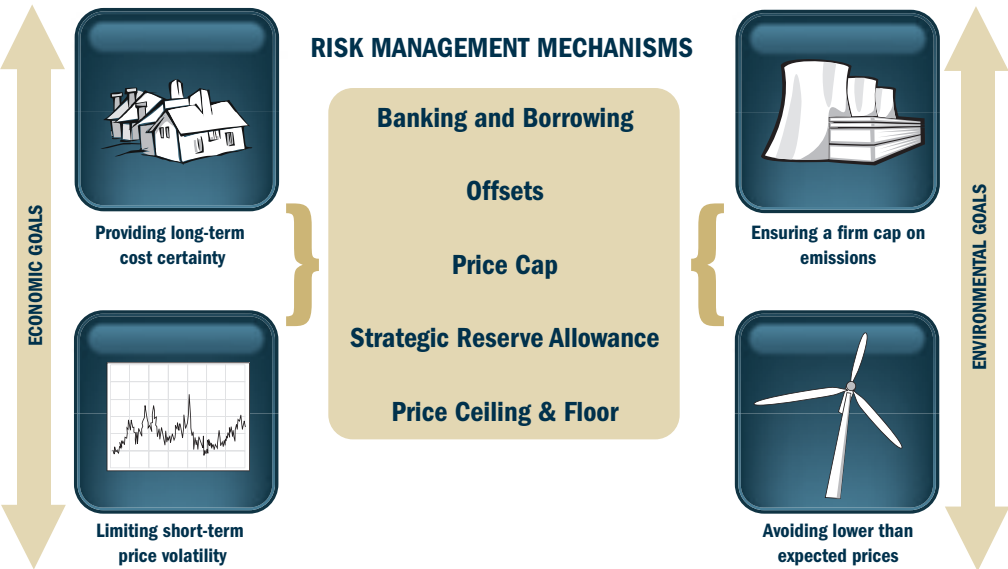 RISK MANAGEMENT MECHANISMS
ECONOMIC GOALS
Providing long-term
cost certainty
Limiting short-term
price volatility
Banking and Borrowing
Offsets
Price Cap
Strategic Reserve Allowance
Price Ceiling & Floor
Ensuring a firm cap on
emissions
Avoiding lower than
expected prices
ENVIRONMENTAL GOALS